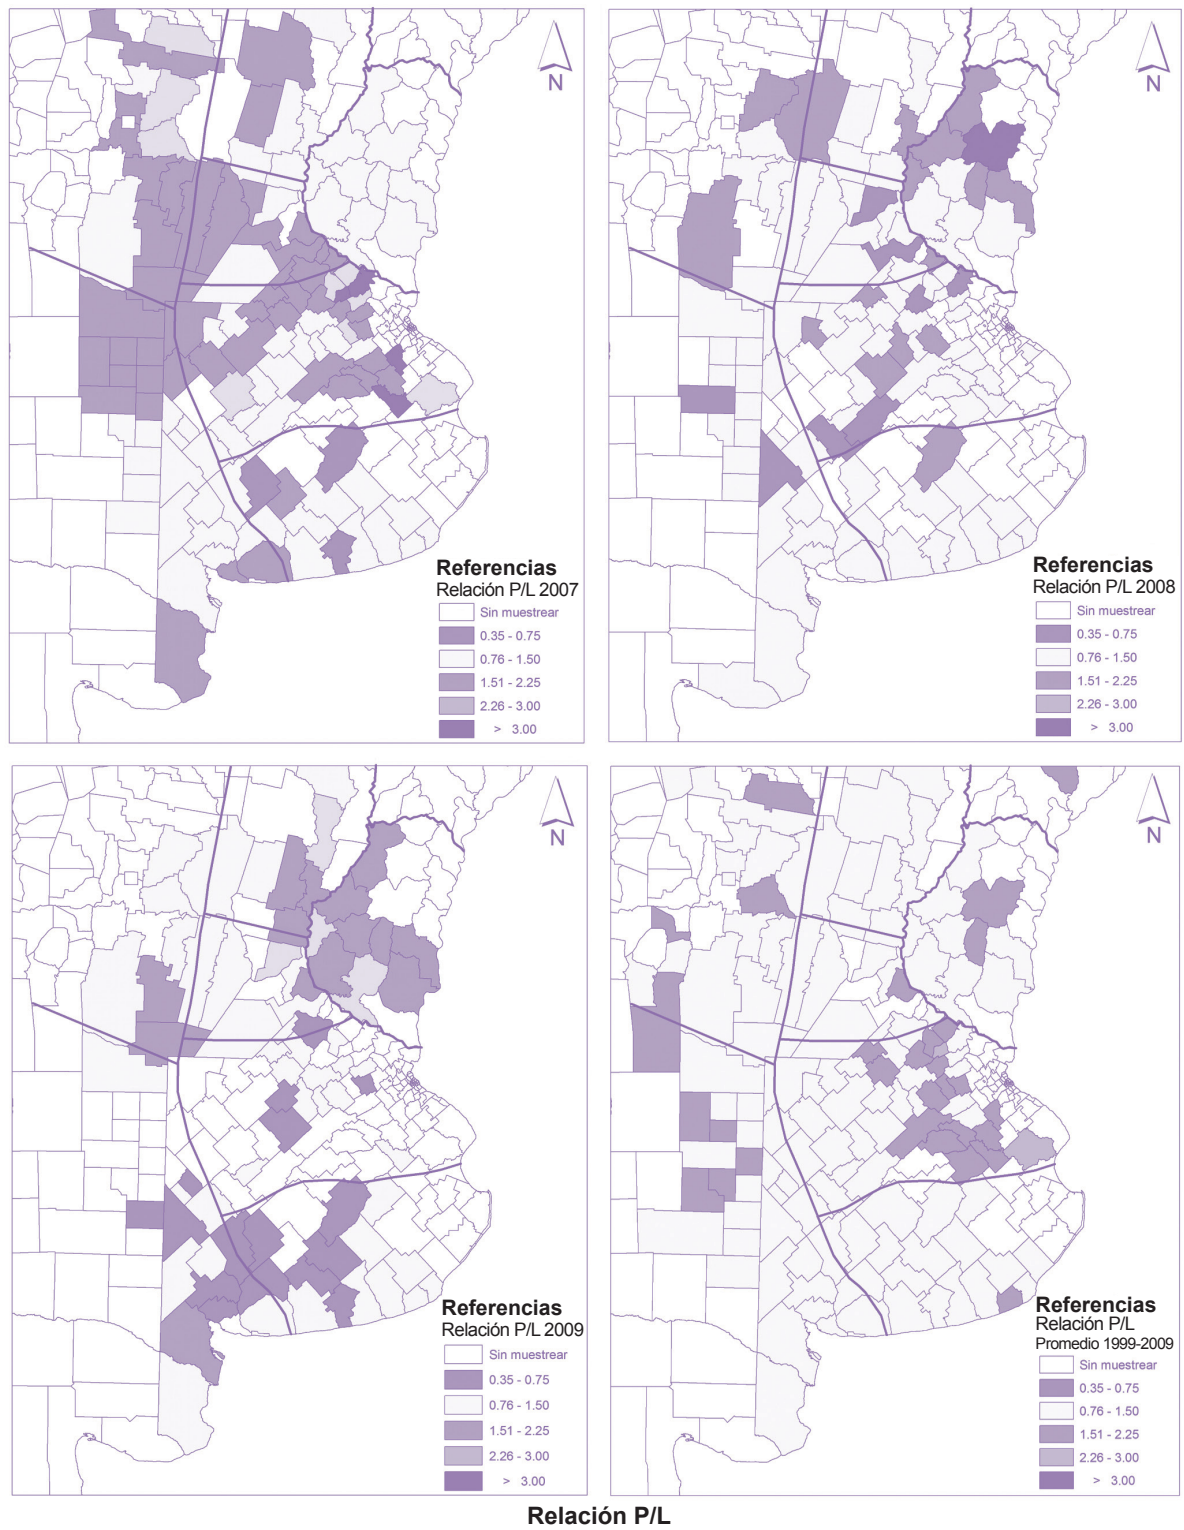 N
Referencias
Relación P/L 2007
Sin muestrear
0.35 - 0.75
0.76 - 1.50
1.51 - 2.25
2.26 - 3.00
> 3.00
N
Referencias
Relación P/L 2008
Sin muestrear
0.35 - 0.75
0.76 - 1.50
1.51 - 2.25
2.26 - 3.00
> 3.00
N
Referencias
Relación P/L 2009
Sin muestrear
0.35 - 0.75
0.76 - 1.50
1.51 - 2.25
2.26 - 3.00
> 3.00
N
Referencias
Relación P/L
Promedio 1999-2009
Sin muestrear
0.35 - 0.75
0.76 - 1.50
1.51 - 2.25
2.26 - 3.00
> 3.00
Relación P/L